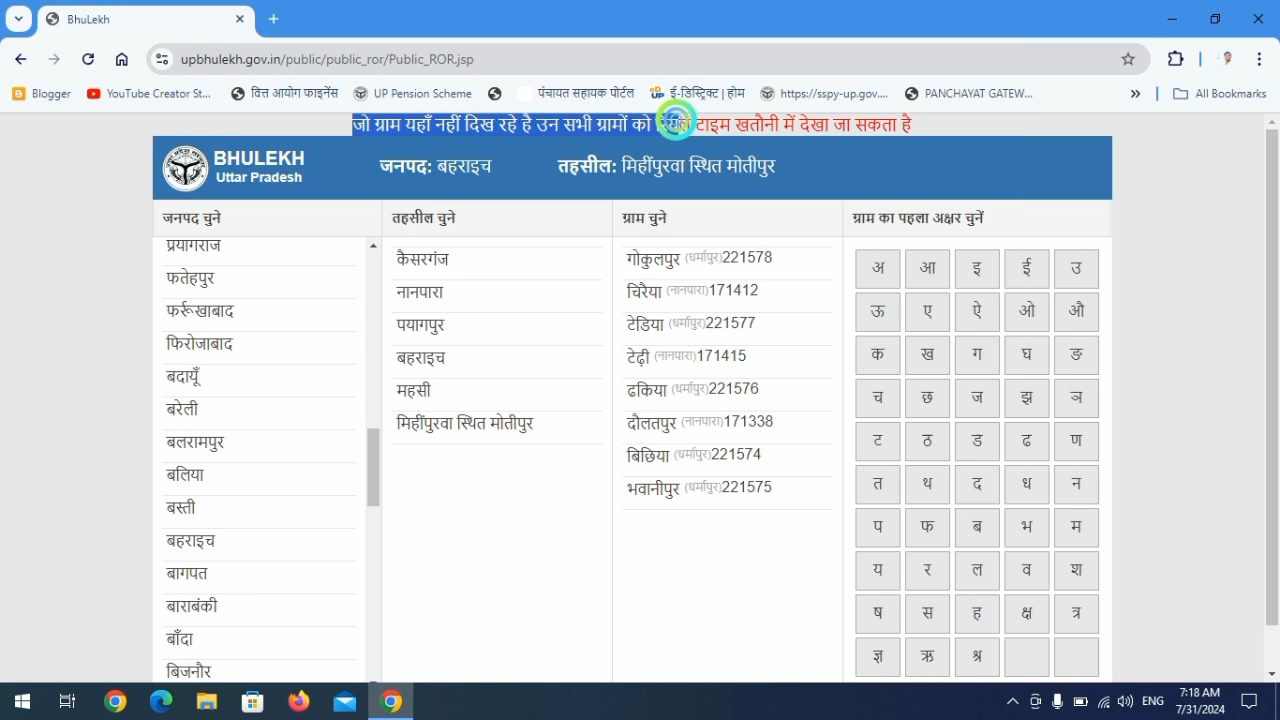 BhuLekh
upbhulekh.gov.in/public/public_ror/Public_ROR.jsp
Blogger
YouTube Creator St...
वित्त आयोग फाइनेंस
UP Pension Scheme
पंचायत सहायक पोर्टल
ई-डिस्ट्रिक्ट | होम
https://sspy-up.gov....
PANCHAYAT GATEW...
»
All Bookmarks
जो ग्राम यहाँ नहीं दिख रहे है उन सभी ग्रामों को टाइम खतौनी में देखा जा सकता है
BHULEKH
Uttar Pradesh
जनपद: बहराइच
तहसील: मिहींपुरवा स्थित मोतीपुर
जनपद चुने
तहसील चुने
ग्राम चुने
ग्राम का पहला अक्षर चुनें
प्रयागराज
फतेहपुर
फर्रूखाबाद
फिरोजाबाद
बदायूँ
बरेली
बलरामपुर
बलिया
बस्ती
बहराइच
बागपत
बाराबंकी
बाँदा
बिजनौर
कैसरगंज
नानपारा
पयागपुर
बहराइच
महसी
मिहींपुरवा स्थित मोतीपुर
गोकुलपुर (धर्मापुर)221578
चिरैया (नानपारा)171412
टेडिया (धर्मापुर)221577
टेढ़ी (नानपारा)171415
ढकिया (धर्मापुर)221576
दौलतपुर (नानपारा)171338
बिछिया (धर्मापुर)221574
भवानीपुर (धर्मापुर)221575
अ आ इ ई उ
ऊ ए ऐ ओ औ
क ख ग घ ङ
च छ ज झ ञ
ट ठ ड ढ ण
त थ द ध न
प फ ब भ म
य र ल व श
ष स ह क्ष त्र
ज्ञ ऋ श्र
ENG
7:18 AM
7/31/2024